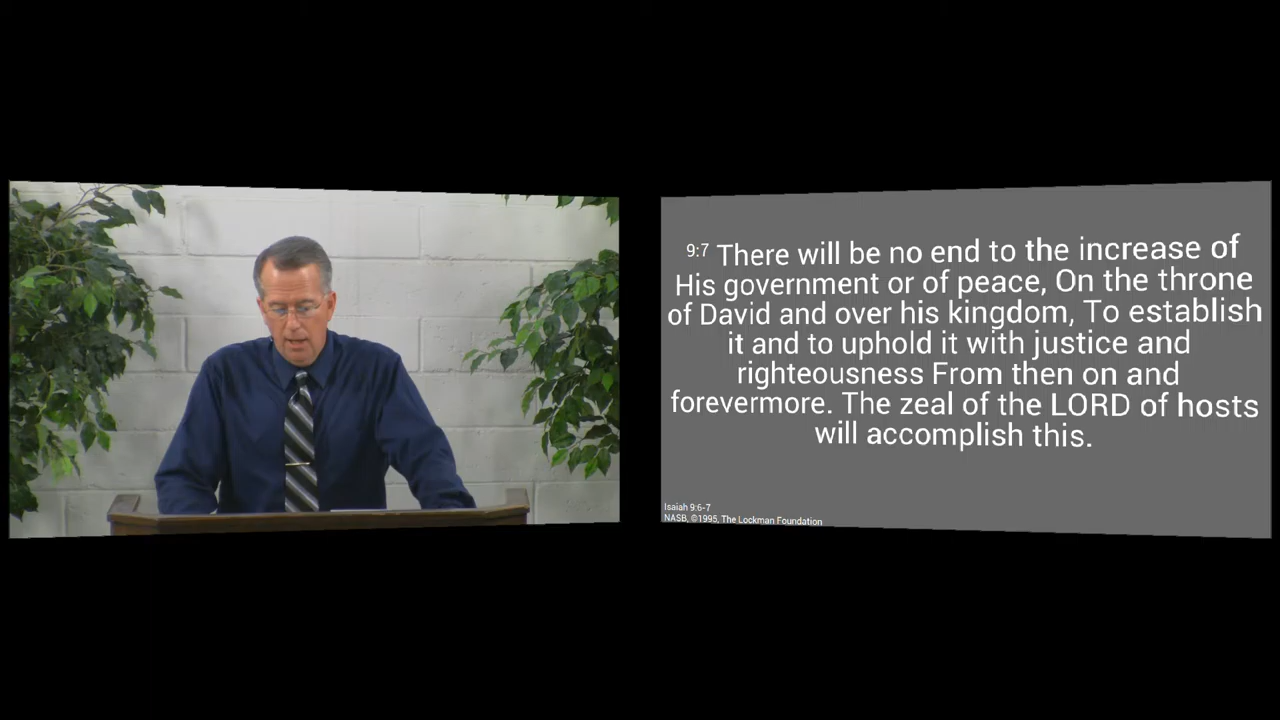 9:7 There will be no end to the increase of
His government or of peace, On the throne
of David and over his kingdom, To establish
it and to uphold it with justice and
righteousness From then on and
forevermore. The zeal of the LORD of hosts
will accomplish this.
Isaiah 9:6-7
NASB, ©1995, The Lockman Foundation